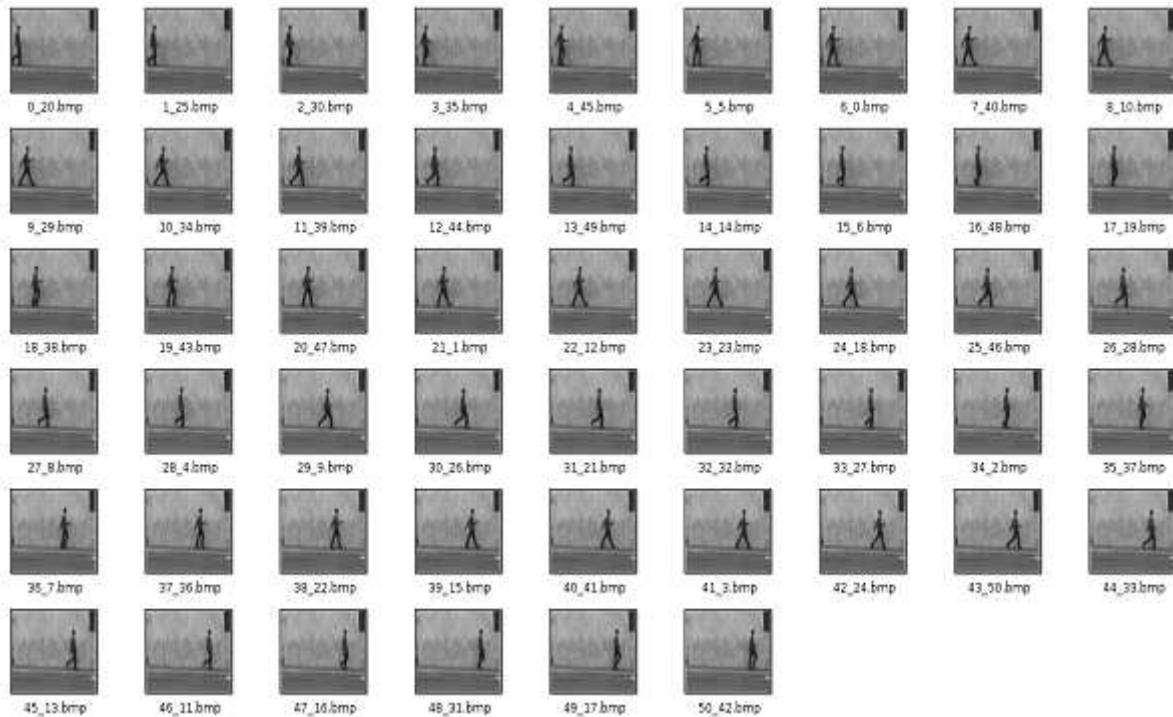 0_20.bmp 1_25.bmp 2_30.bmp 3_35.bmp 4_45.bmp 5_5.bmp 6_0.bmp 7_40.bmp 8_10.bmp
9_29.bmp 10_34.bmp 11_39.bmp 12_44.bmp 13_49.bmp 14_14.bmp 15_6.bmp 16_48.bmp 17_19.bmp
18_38.bmp 19_43.bmp 20_47.bmp 21_1.bmp 22_12.bmp 23_23.bmp 24_18.bmp 25_46.bmp 26_28.bmp
27_8.bmp 28_4.bmp 29_9.bmp 30_26.bmp 31_21.bmp 32_32.bmp 33_27.bmp 34_2.bmp 35_37.bmp
36_7.bmp 37_36.bmp 38_22.bmp 39_15.bmp 40_41.bmp 41_3.bmp 42_24.bmp 43_50.bmp 44_33.bmp
45_13.bmp 46_11.bmp 47_16.bmp 48_31.bmp 49_17.bmp 50_42.bmp